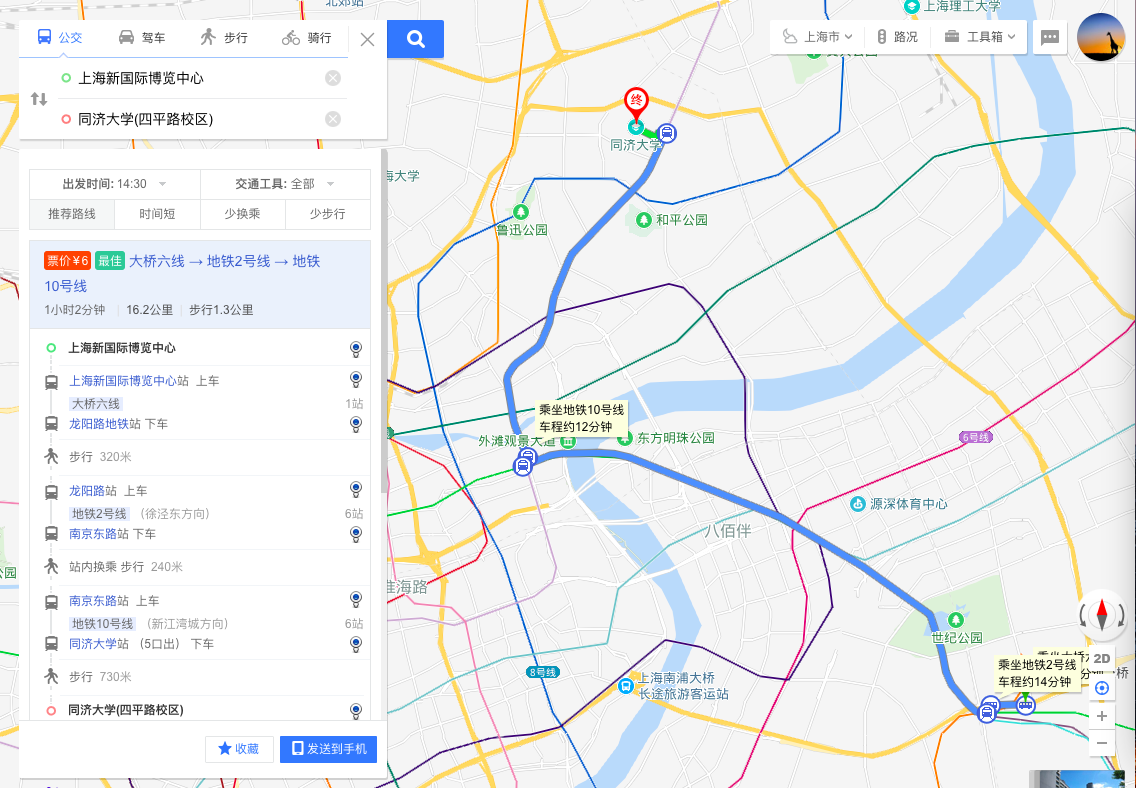 北郊站
公交
驾车
步行
骑行
上海市
路况
工具箱
上海理工大学
上海新国际博览中心
同济大学(四平路校区)
出发时间: 14:30
交通工具: 全部
推荐路线
时间短
少换乘
少步行
票价¥6 最佳 大桥六线 → 地铁2号线 → 地铁
10号线
1小时2分钟 16.2公里 步行1.3公里
上海新国际博览中心
上海新国际博览中心站 上车
大桥六线 1站
龙阳路地铁站 下车
步行 320米
龙阳路站 上车
地铁2号线 (徐泾东方向) 6站
南京东路站 下车
站内换乘 步行 240米
南京东路站 上车
地铁10号线 (新江湾城方向) 6站
同济大学站 (5口出) 下车
步行 730米
同济大学(四平路校区)
收藏
发送到手机
终
同济大学
海大学
鲁迅公园
和平公园
乘坐地铁10号线
车程约12分钟
外滩观景大道
东方明珠公园
6号线
源深体育中心
八佰伴
淮海路
公园
世纪公园
8号线
上海南浦大桥
长途旅游客运站
乘坐地铁2号线
车程约14分钟
2D